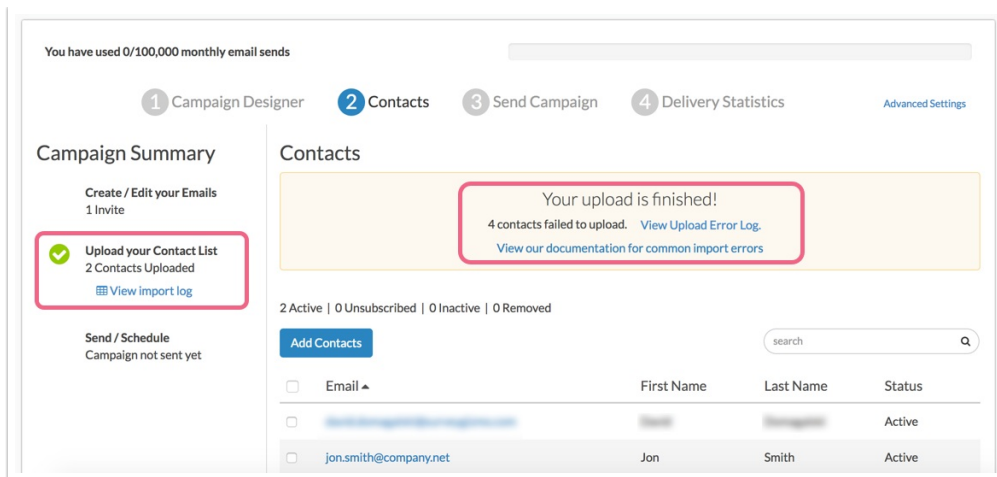 You have used 0/100,000 monthly email sends
1 Campaign Designer 2 Contacts 3 Send Campaign 4 Delivery Statistics Advanced Settings
Campaign Summary
Create / Edit your Emails
1 Invite
Upload your Contact List
2 Contacts Uploaded
View import log
Send / Schedule
Campaign not sent yet
Contacts
Your upload is finished!
4 contacts failed to upload. View Upload Error Log.
View our documentation for common import errors
2 Active | 0 Unsubscribed | 0 Inactive | 0 Removed
Add Contacts search
Email First Name Last Name Status
Active
jon.smith@company.net Jon Smith Active